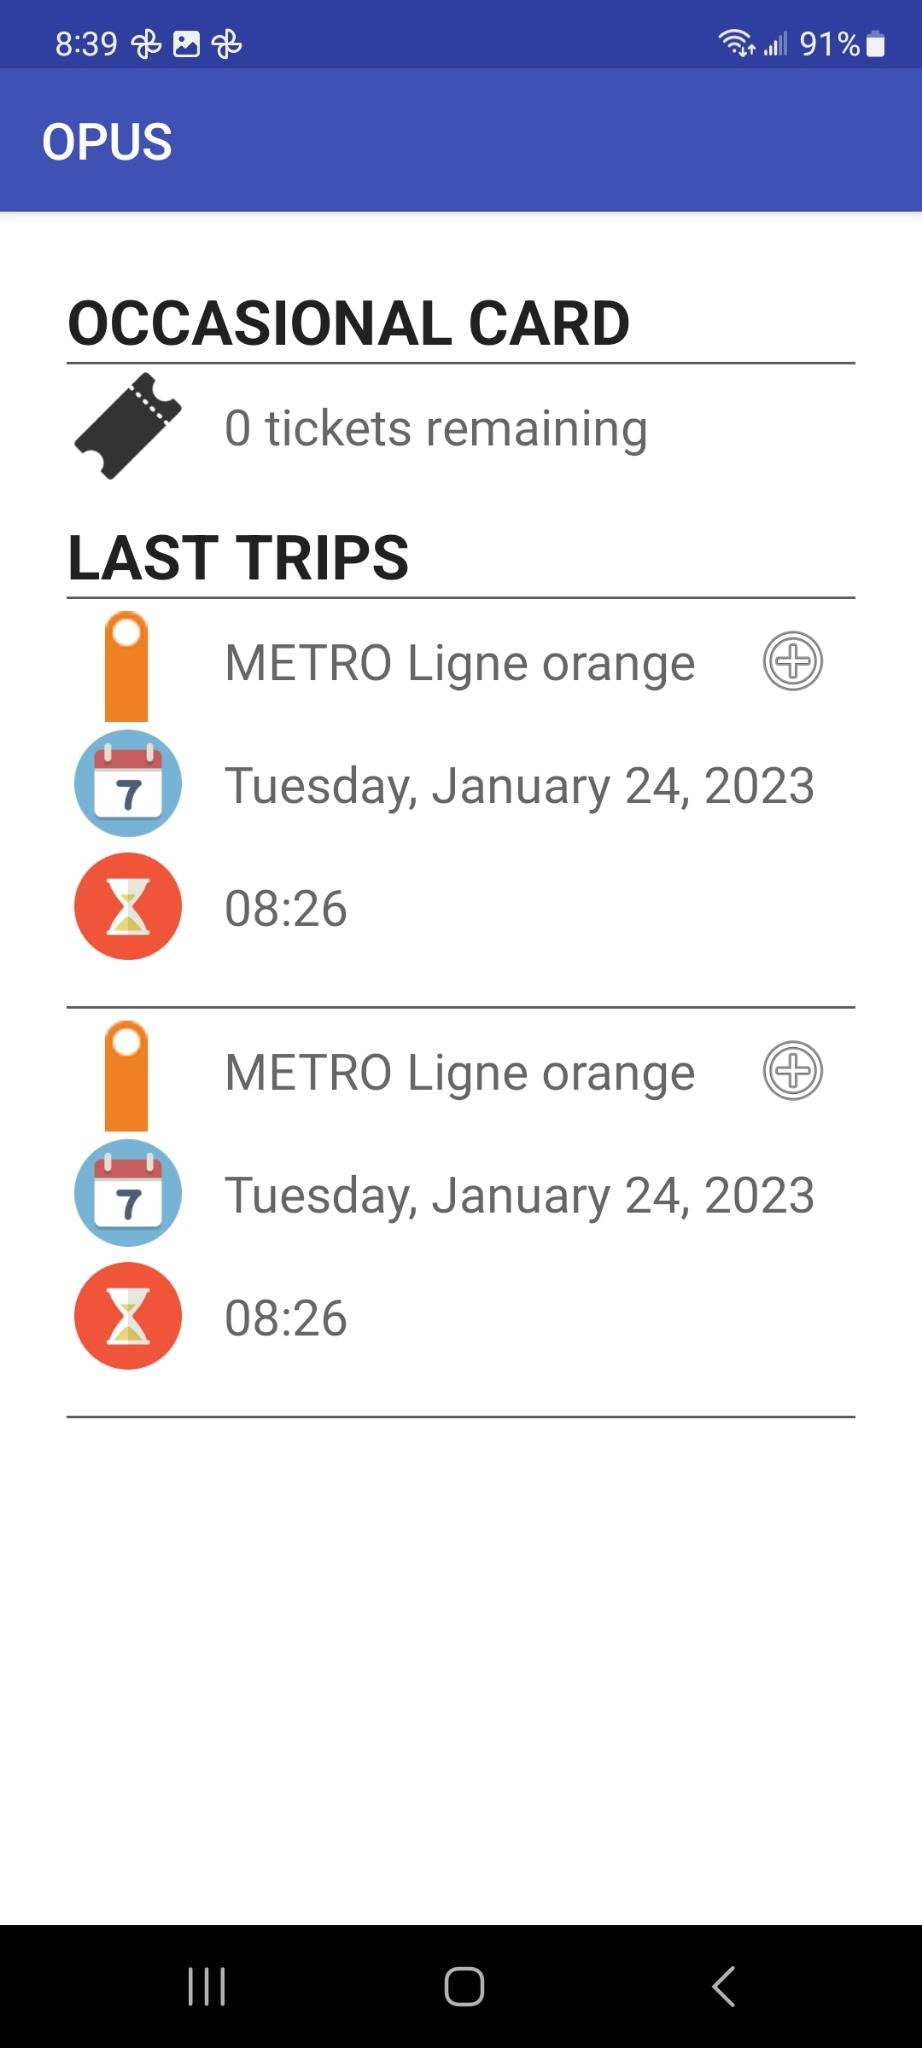 8:39
91%
OPUS
OCCASIONAL CARD
0 tickets remaining
LAST TRIPS
METRO Ligne orange
7
Tuesday, January 24, 2023
08:26
METRO Ligne orange
7
Tuesday, January 24, 2023
08:26